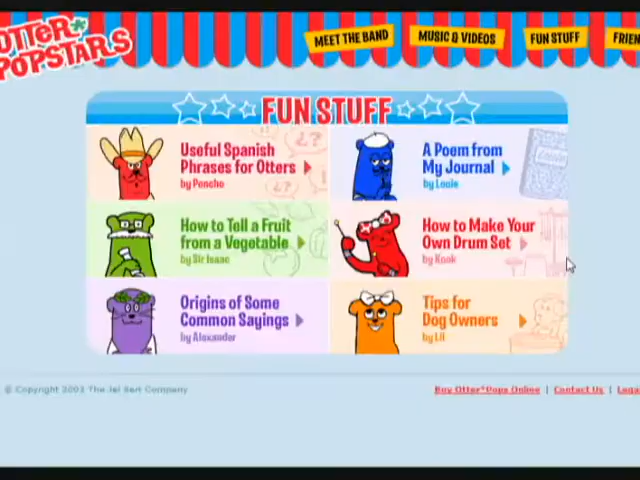 OTTER*
POPSTARS
MEET THE BAND
MUSIC & VIDEOS
FUN STUFF
FRIEN
FUN STUFF
Useful Spanish
Phrases for Otters
by Poncho
¿?
¿?
A Poem from
My Journal
by Louie
How to Tell a Fruit
from a Vegetable
by Sir Isaac
How to Make Your
Own Drum Set
by Kook
Origins of Some
Common Sayings
by Alexander
Tips for
Dog Owners
by Lil
© Copyright 2003 The Jel Sert Company
Buy Otter*Pops Online | Contact Us | Lega